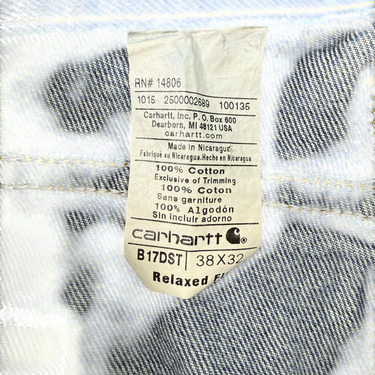 RN# 14806
1015 2500002689 100135
Carhartt, Inc. P.O. Box 600
Dearborn, MI 48121 USA
carhartt.com
Made in Nicaragua
Fabriqué au Nicaragua.Hecho en Nicaragua
100% Cotton
Exclusive of Trimming
100% Coton
Sans garniture
100% Algodón
Sin incluir adorno
carhartt
B17DST 38X32
Relaxed